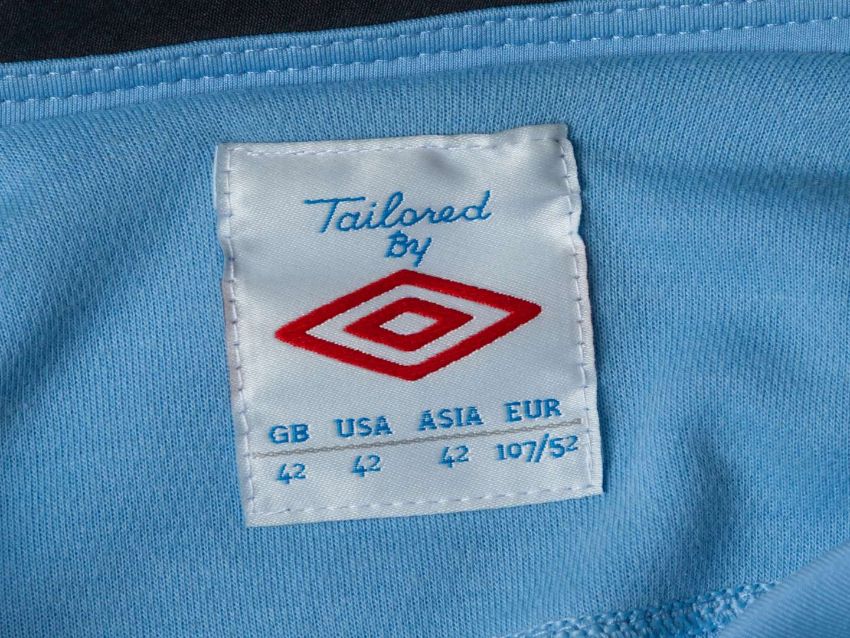 Tailored
By
GB USA ASIA EUR
42 42 42 107/52